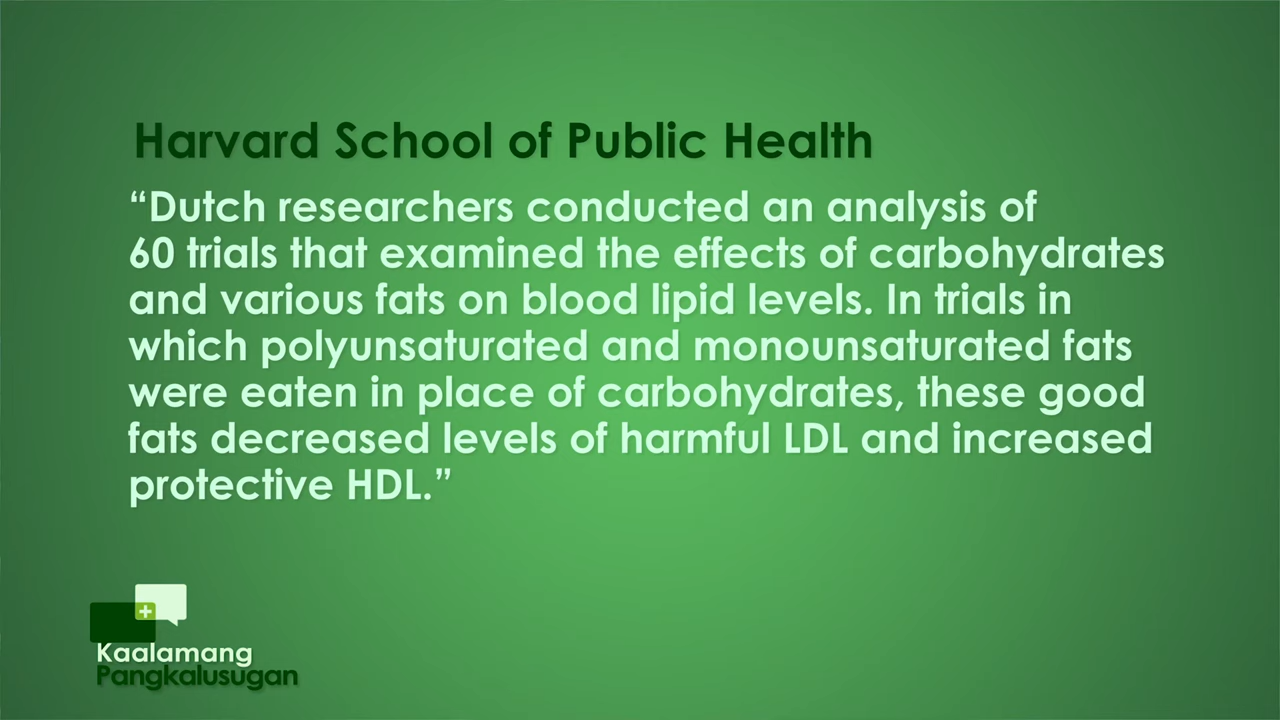 Harvard School of Public Health
“Dutch researchers conducted an analysis of
60 trials that examined the effects of carbohydrates
and various fats on blood lipid levels. In trials in
which polyunsaturated and monounsaturated fats
were eaten in place of carbohydrates, these good
fats decreased levels of harmful LDL and increased
protective HDL.”
Kaalamang
Pangkalusugan